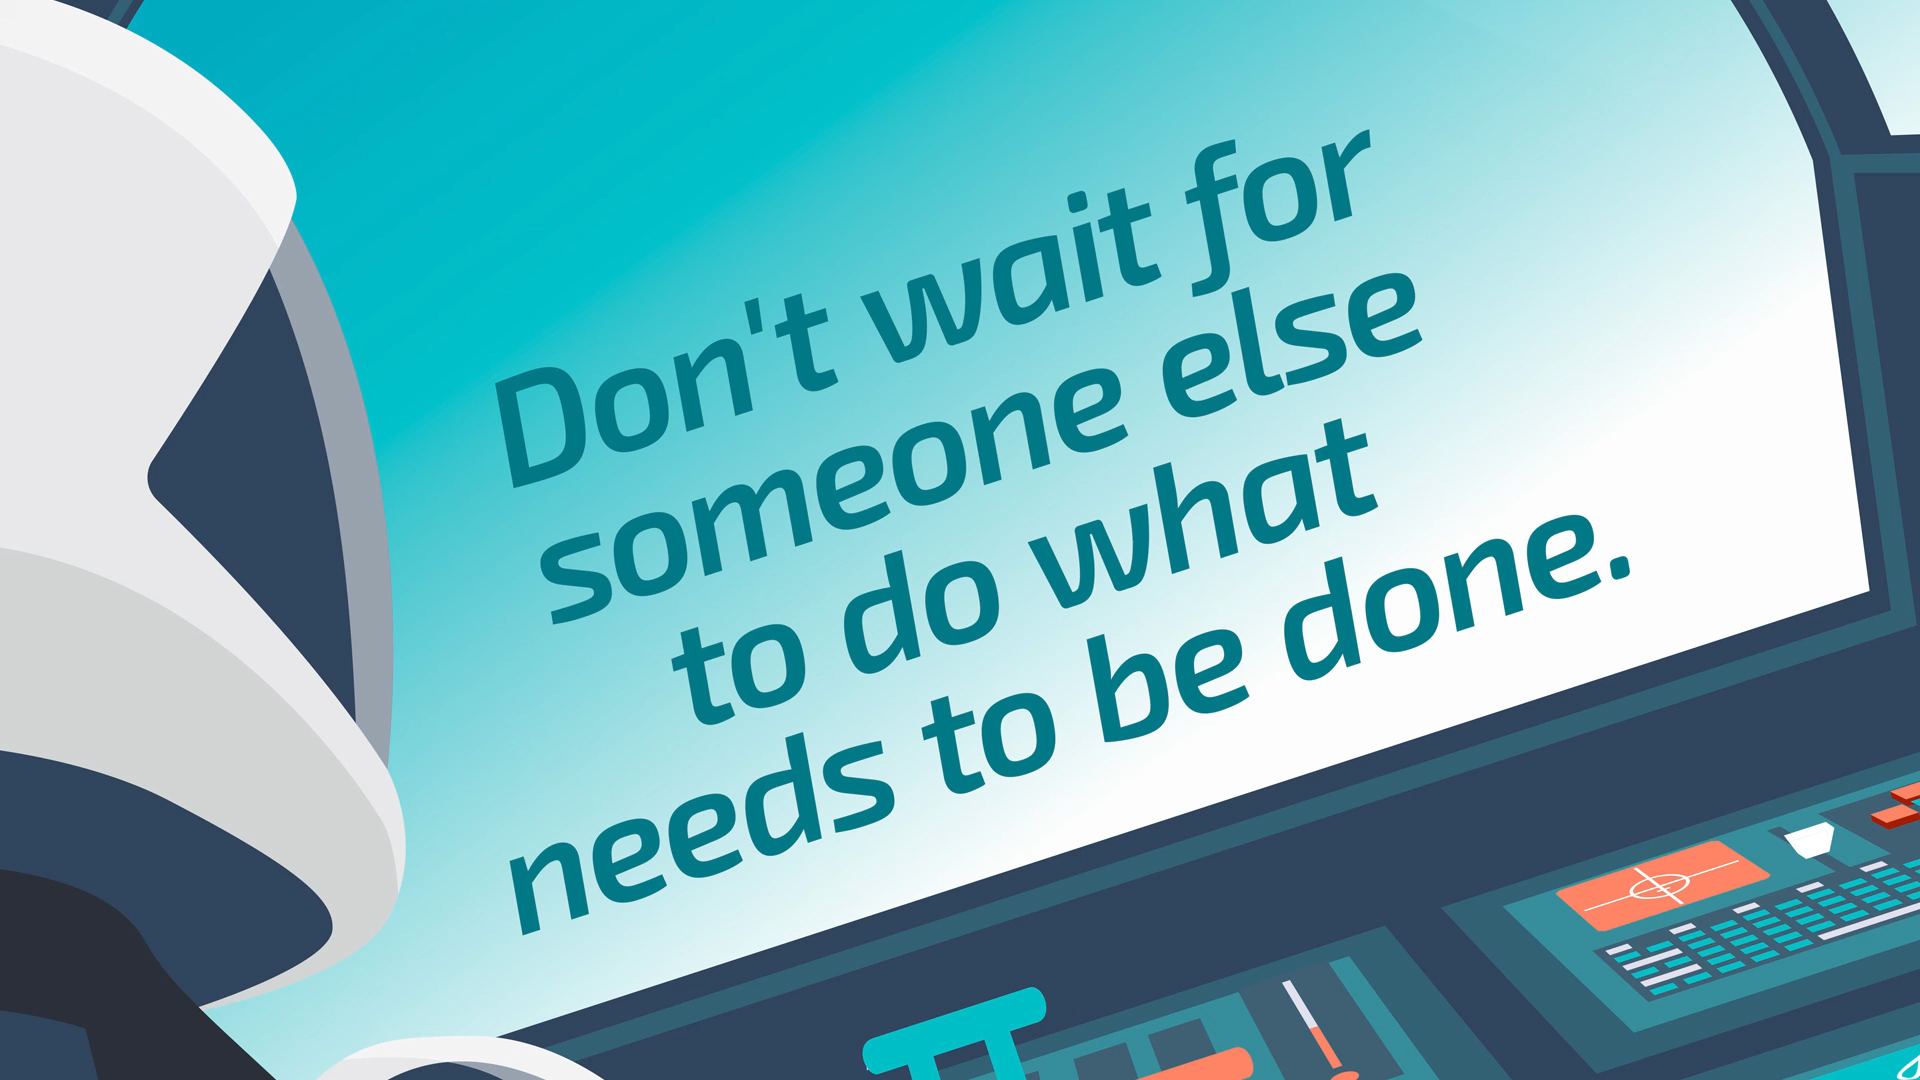 Don't wait for
someone else
to do what
needs to be done.